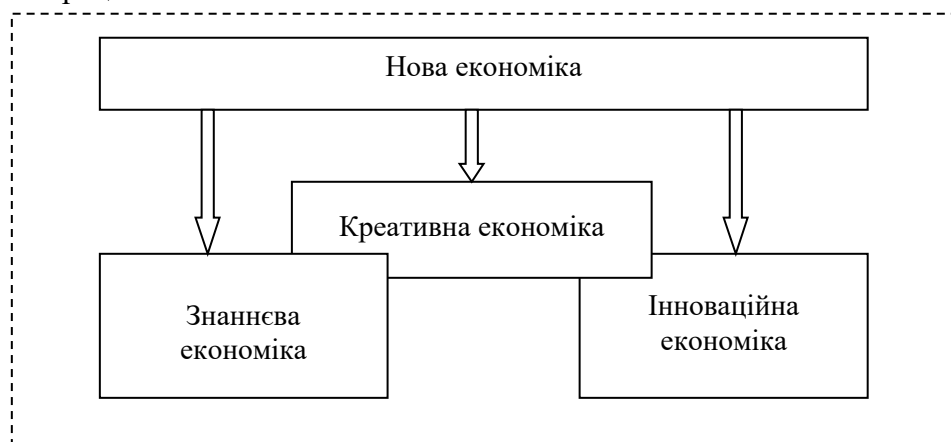 Нова економіка
Креативна економіка
Знаннєва
економіка
Інноваційна
економіка